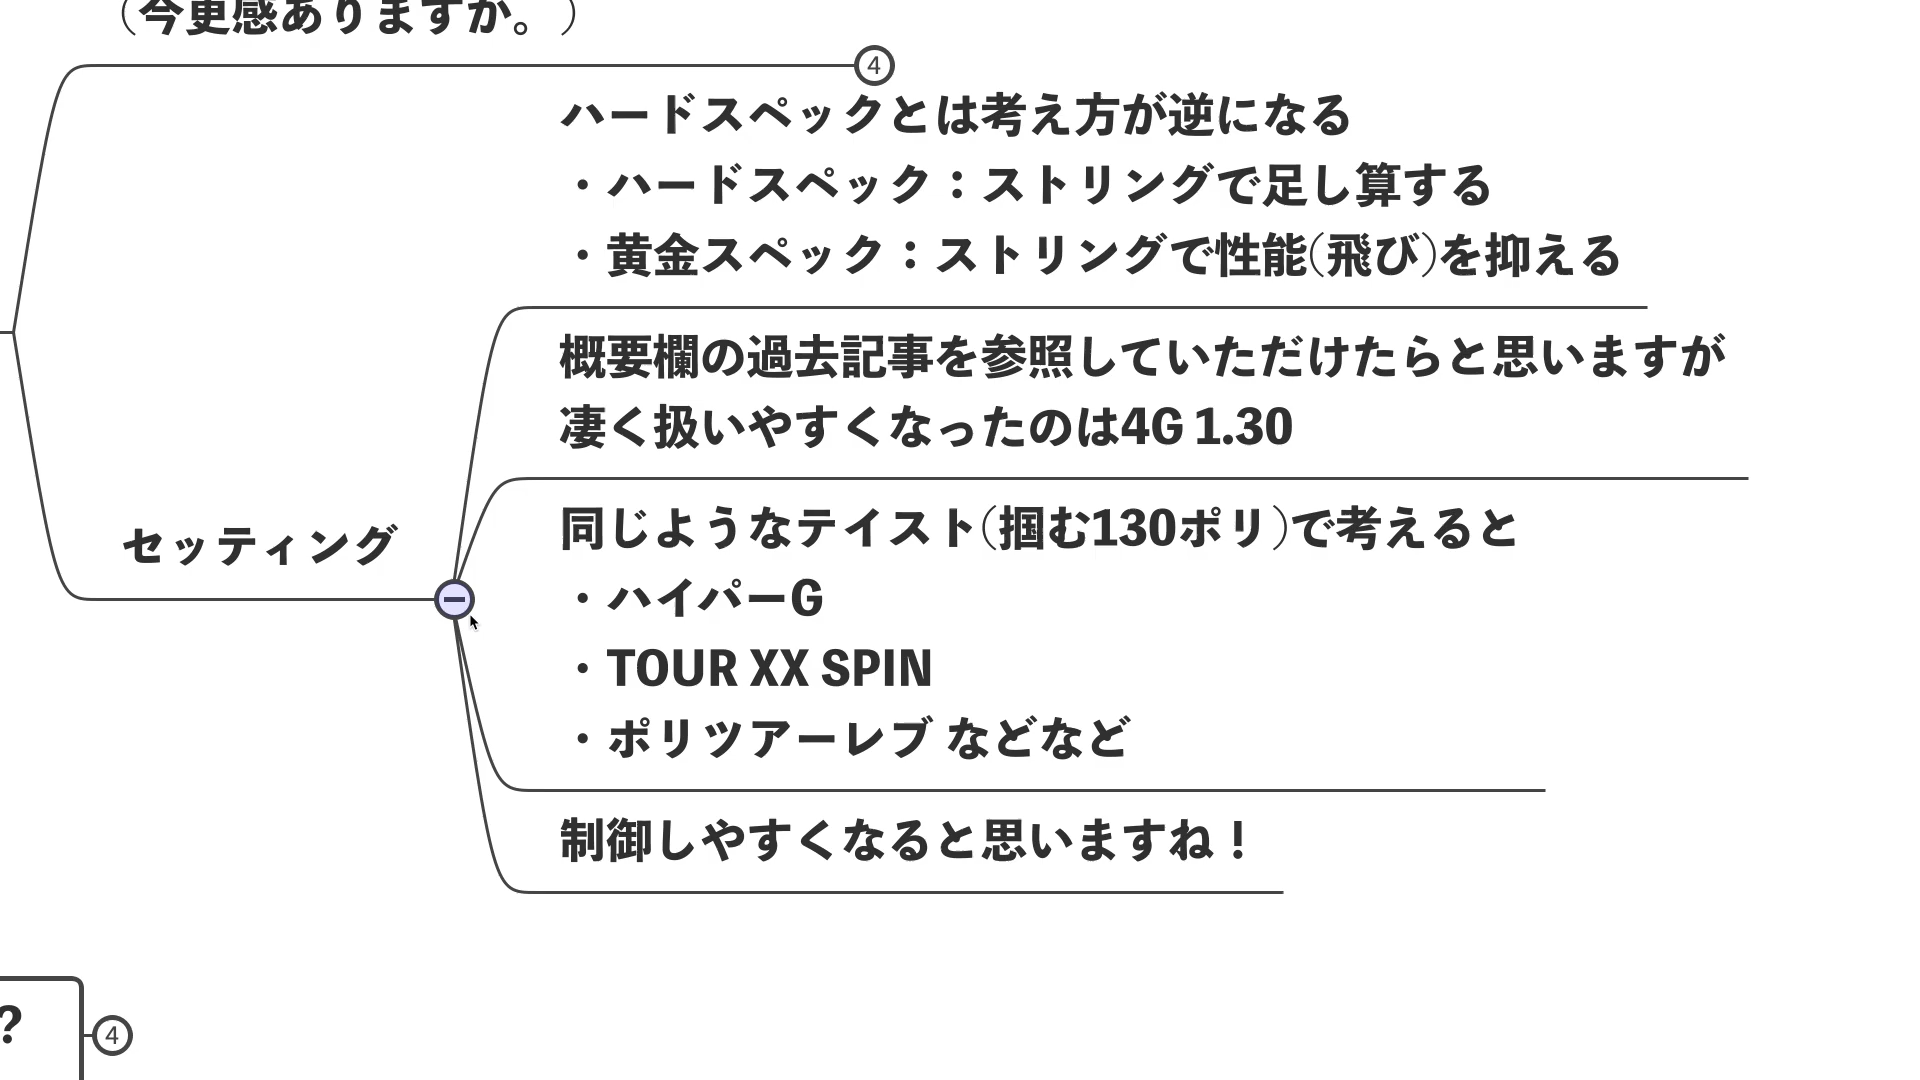 （今更感ありますが。）
4
ハードスペックとは考え方が逆になる
・ハードスペック：ストリングで足し算する
・黄金スペック：ストリングで性能(飛び)を抑える
概要欄の過去記事を参照していただけたらと思いますが
凄く扱いやすくなったのは4G 1.30
セッティング
同じようなテイスト(掴む130ポリ)で考えると
・ハイパーG
・TOUR XX SPIN
・ポリツアーレブ などなど
制御しやすくなると思いますね！
?
4